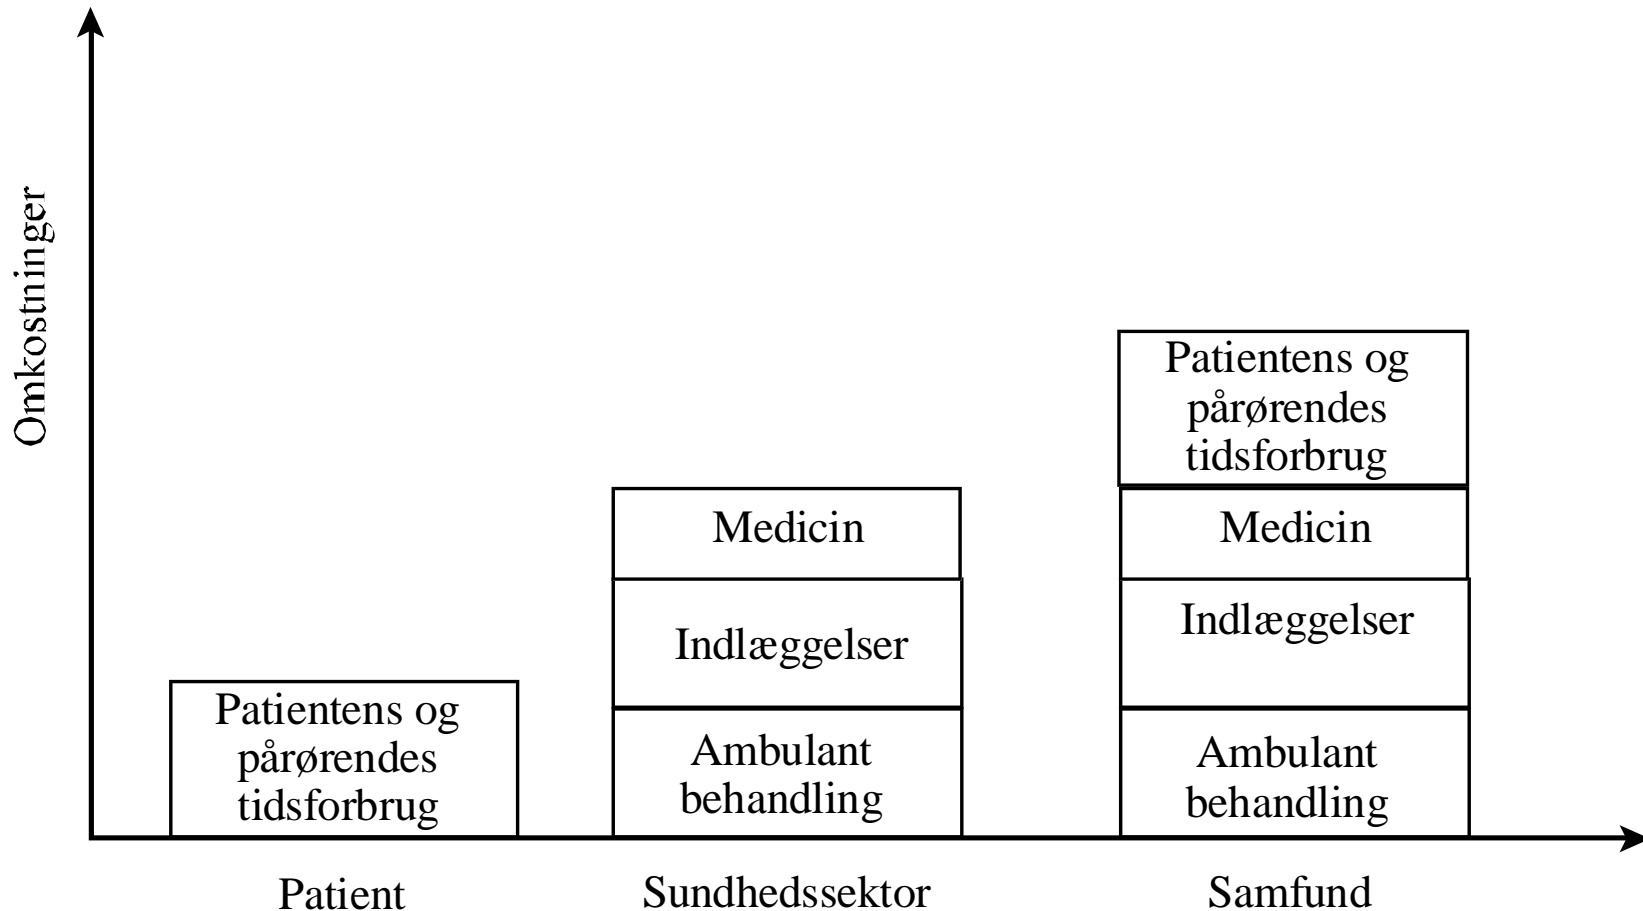 Omkostninger
Patientens og
pårørendes
tidsforbrug
Medicin
Indlæggelser
Ambulant
behandling
Patientens og
pårørendes
tidsforbrug
Medicin
Indlæggelser
Ambulant
behandling
Patient
Sundhedssektor
Samfund